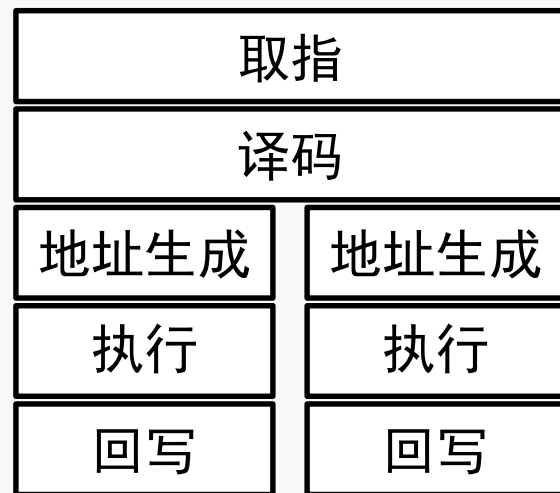 取指
译码
地址生成 地址生成
执行 执行
回写 回写